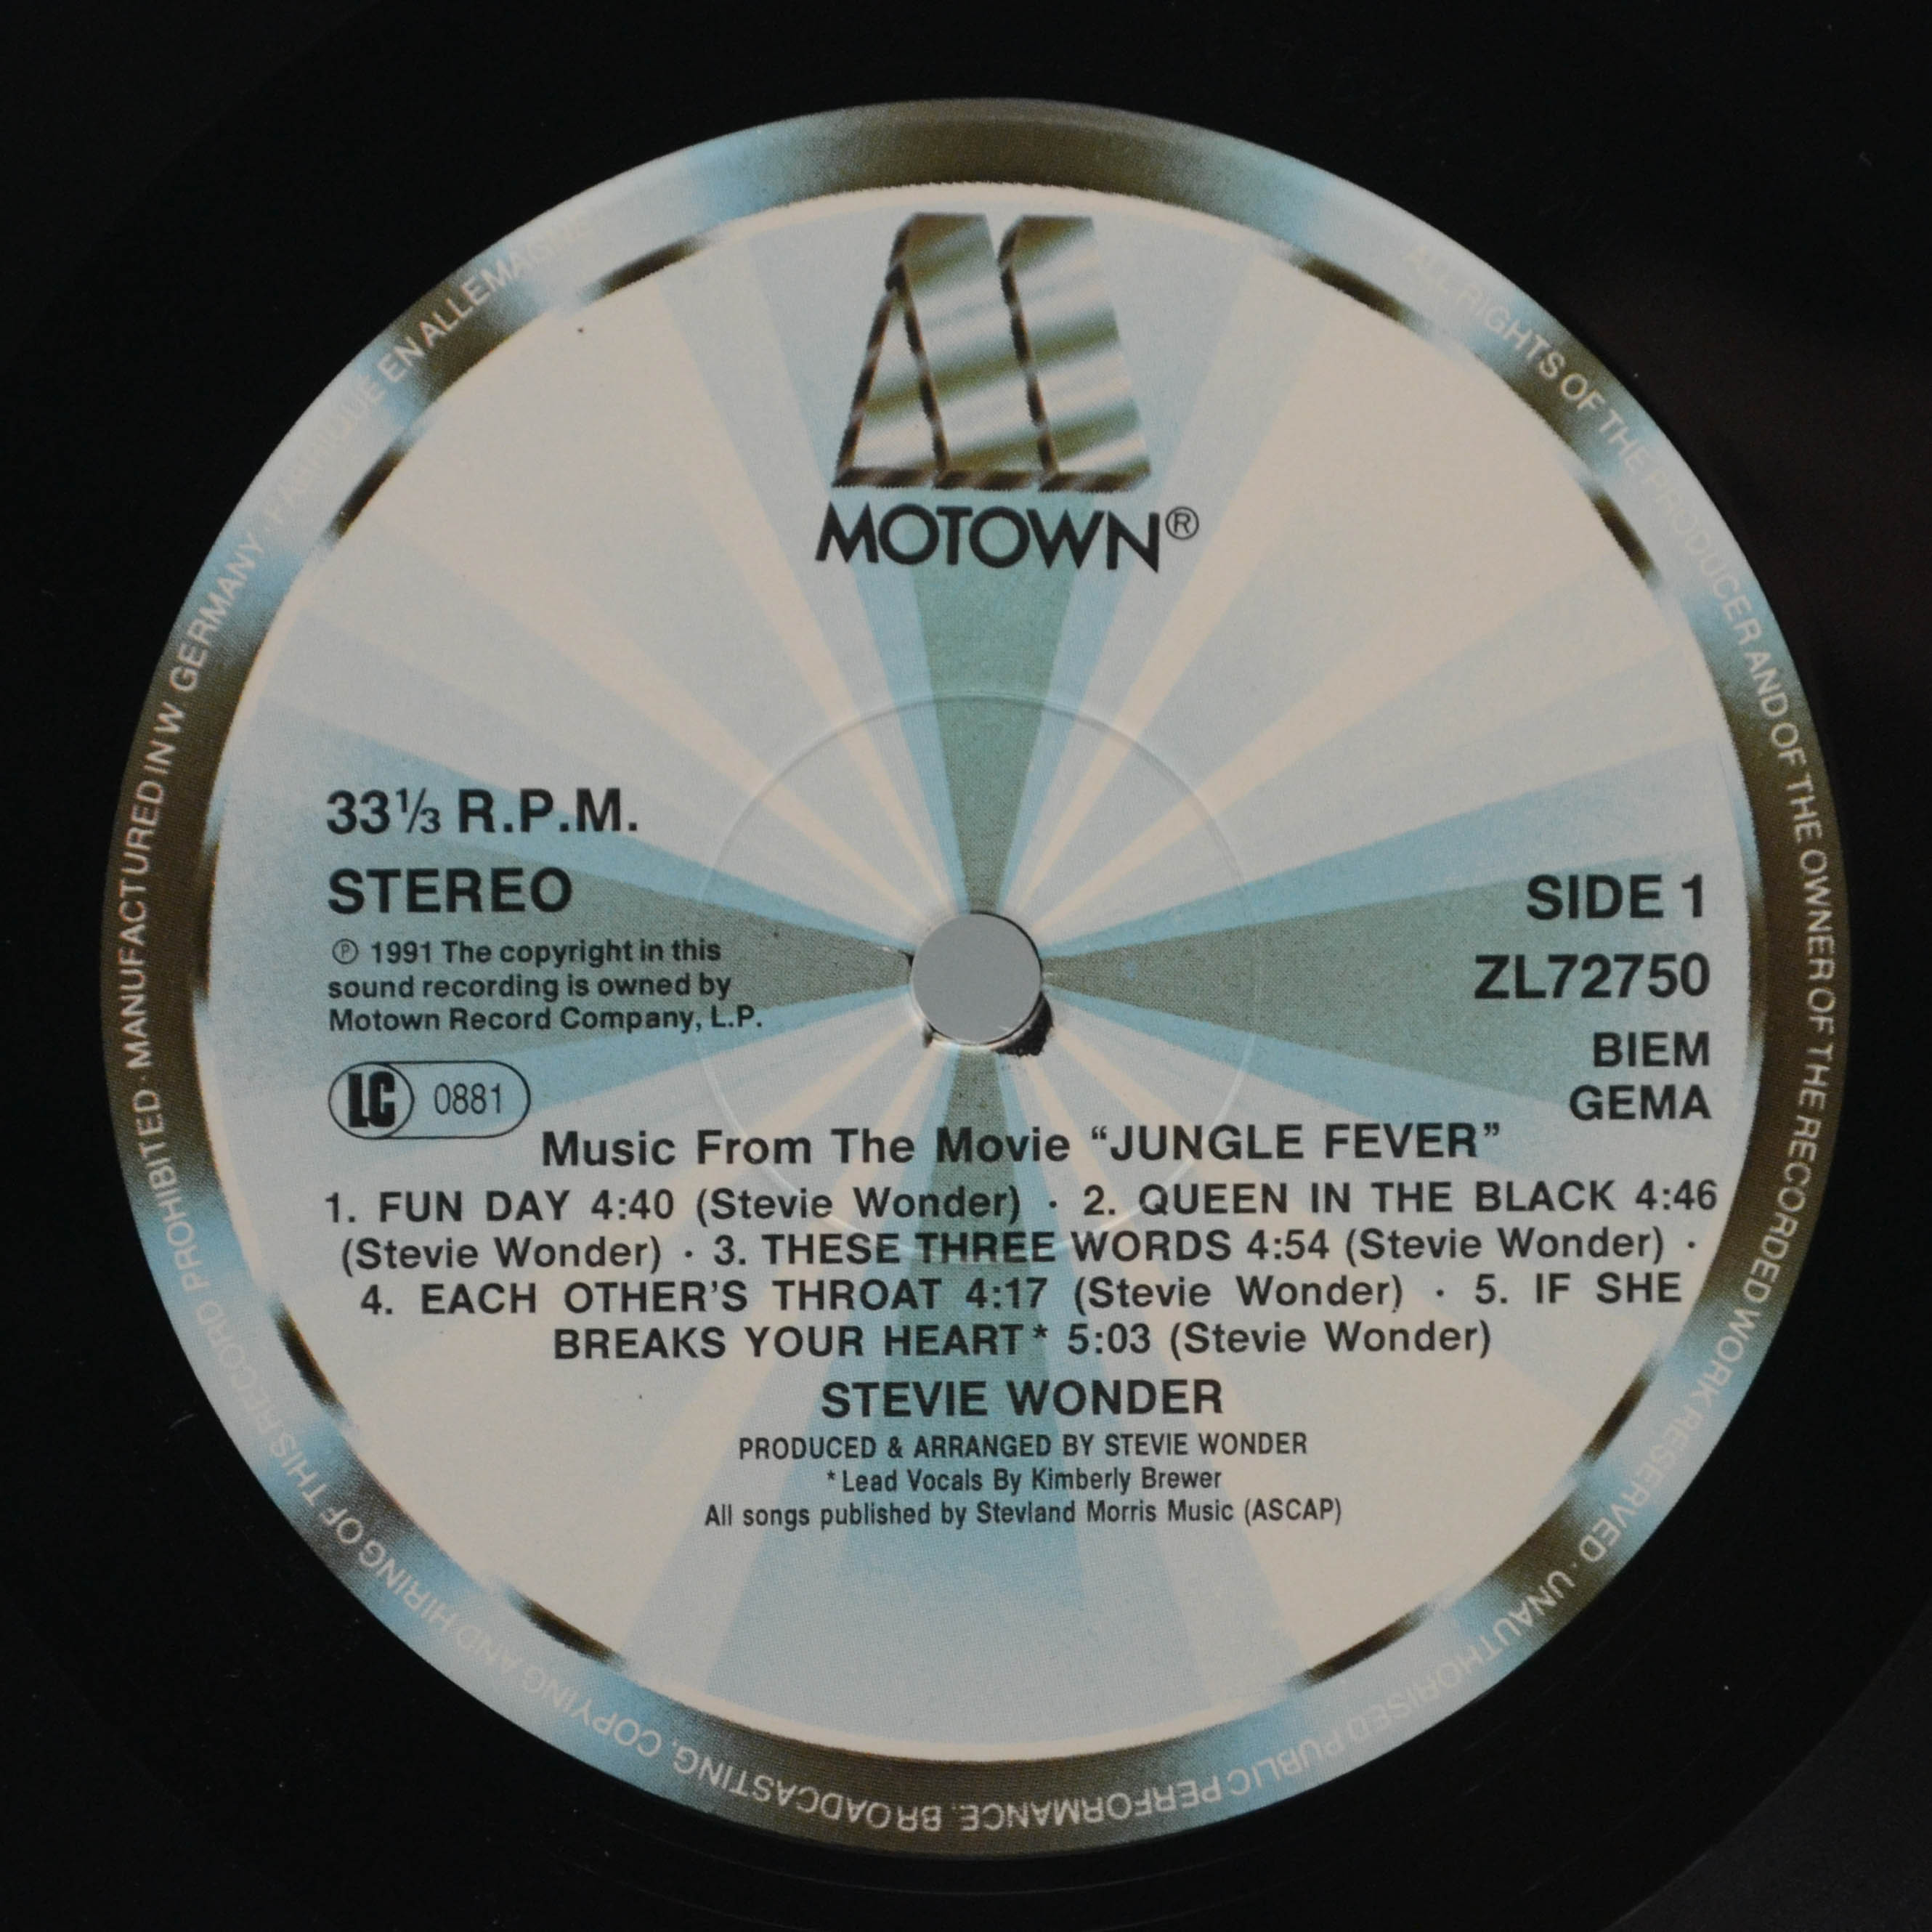 MOTOWN®
33⅓ R.P.M.
STEREO
℗ 1991 The copyright in this
sound recording is owned by
Motown Record Company, L.P.
LC 0881
SIDE 1
ZL72750
BIEM
GEMA
Music From The Movie “JUNGLE FEVER”
1. FUN DAY 4:40 (Stevie Wonder) · 2. QUEEN IN THE BLACK 4:46
(Stevie Wonder) · 3. THESE THREE WORDS 4:54 (Stevie Wonder) ·
4. EACH OTHER’S THROAT 4:17 (Stevie Wonder) · 5. IF SHE
BREAKS YOUR HEART* 5:03 (Stevie Wonder)
STEVIE WONDER
PRODUCED & ARRANGED BY STEVIE WONDER
*Lead Vocals By Kimberly Brewer
All songs published by Stevland Morris Music (ASCAP)
ALL RIGHTS OF THE PRODUCER AND OF THE OWNER OF THE RECORDED WORK RESERVED · UNAUTHORISED PUBLIC PERFORMANCE, BROADCASTING, COPYING AND HIRING OF THIS RECORD PROHIBITED · MANUFACTURED IN W. GERMANY · FABRIQUÉ EN ALLEMAGNE